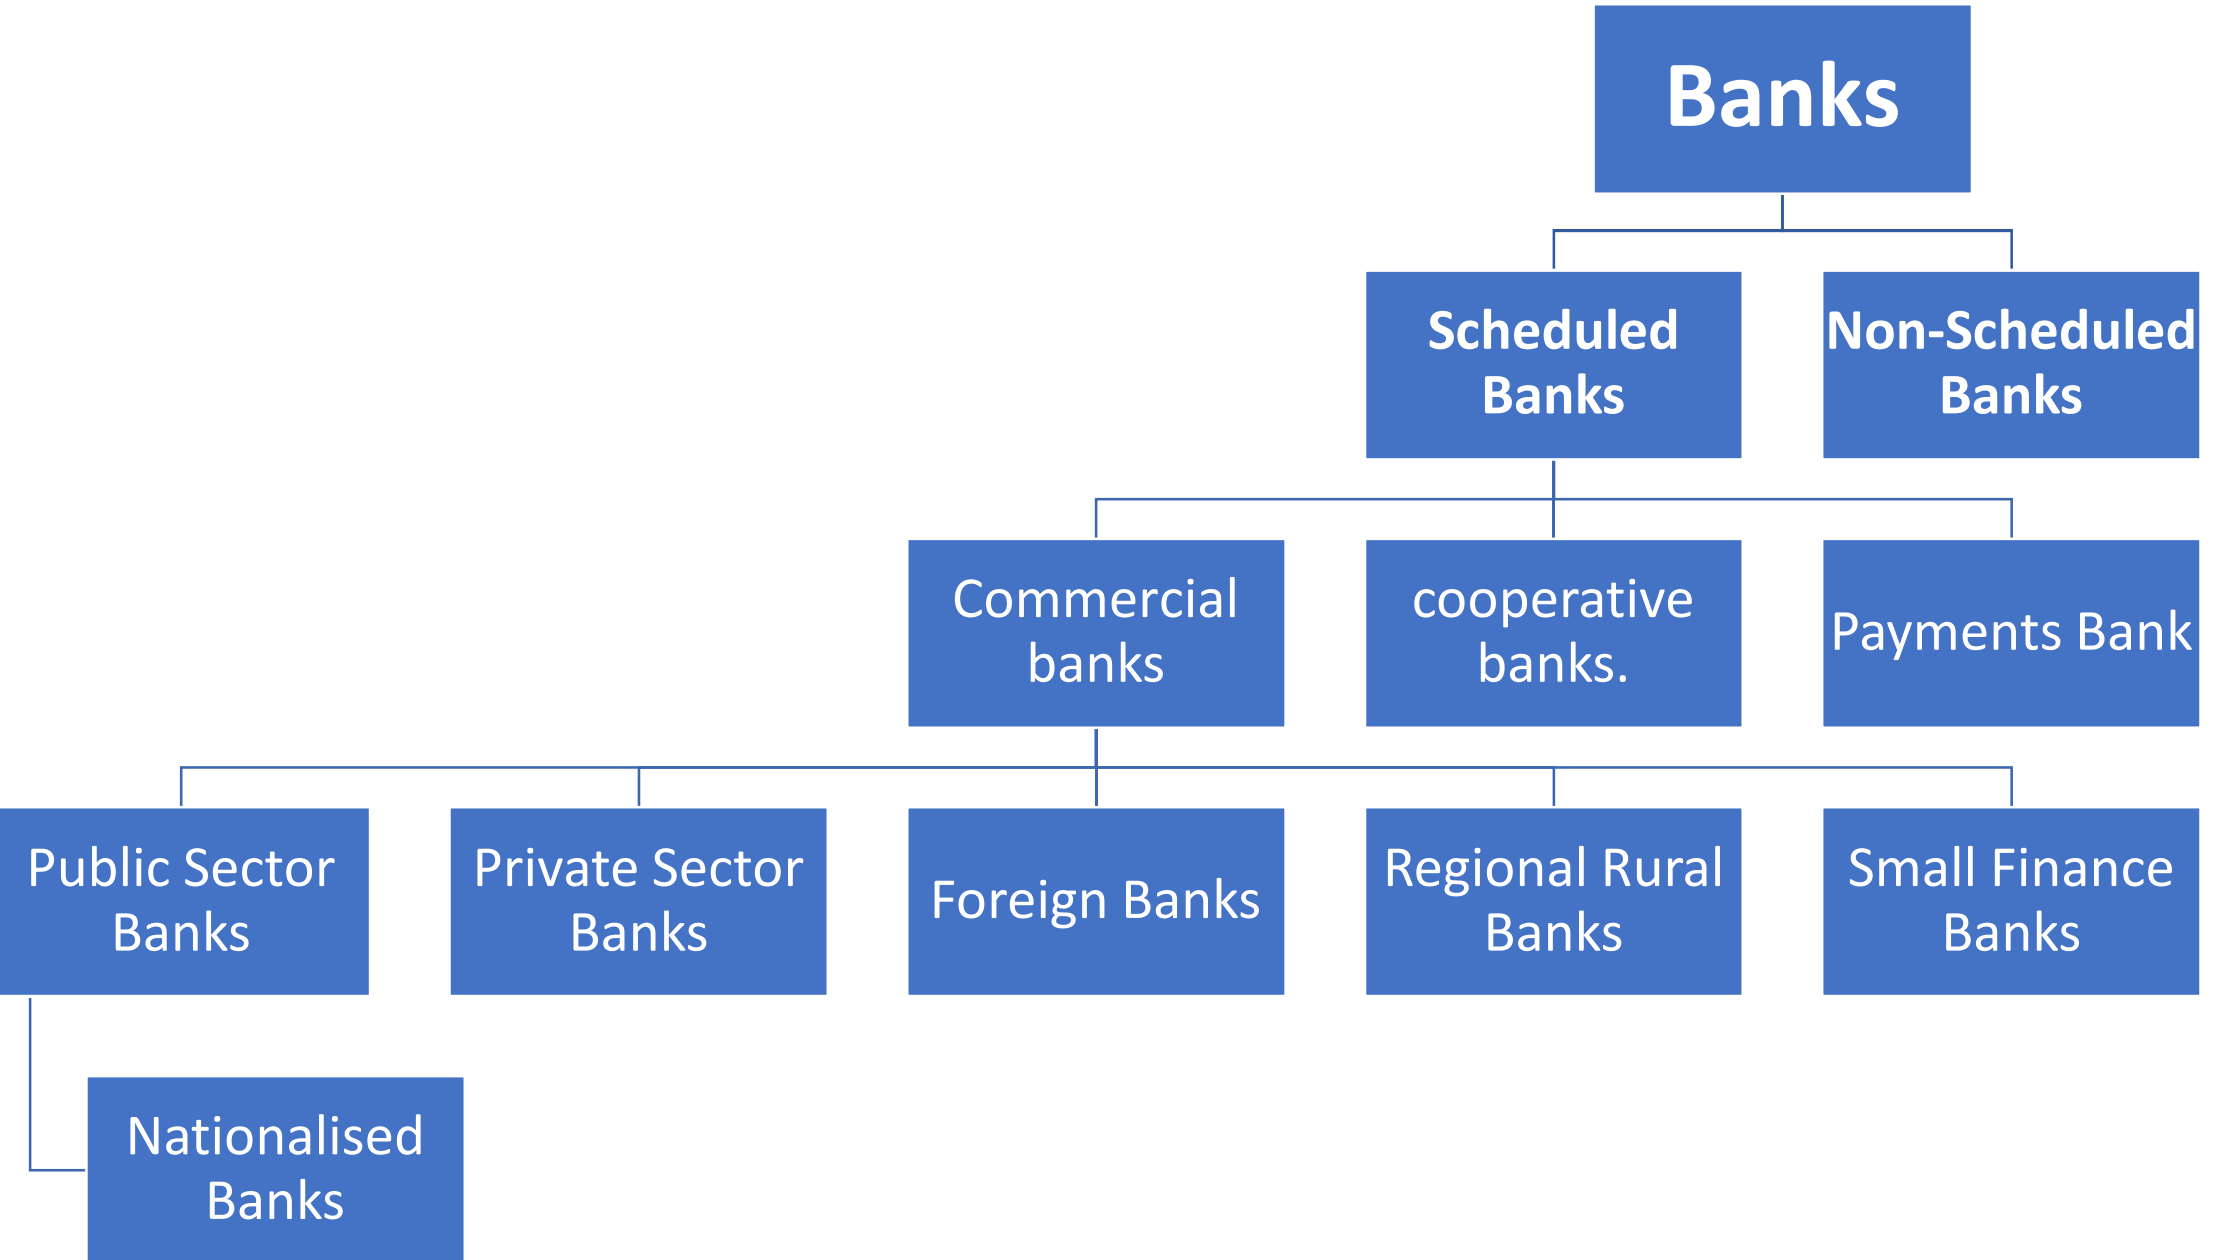 Banks
Scheduled
Banks
Non-Scheduled
Banks
Commercial
banks
cooperative
banks.
Payments Bank
Public Sector
Banks
Private Sector
Banks
Foreign Banks
Regional Rural
Banks
Small Finance
Banks
Nationalised
Banks